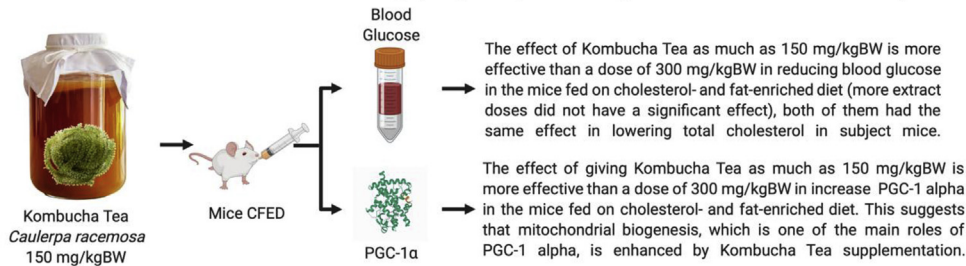 Blood
Glucose
The effect of Kombucha Tea as much as 150 mg/kgBW is more
effective than a dose of 300 mg/kgBW in reducing blood glucose
in the mice fed on cholesterol- and fat-enriched diet (more extract
doses did not have a significant effect), both of them had the
same effect in lowering total cholesterol in subject mice.
Kombucha Tea
Caulerpa racemosa
150 mg/kgBW
Mice CFED
PGC-1α
The effect of giving Kombucha Tea as much as 150 mg/kgBW is
more effective than a dose of 300 mg/kgBW in increase PGC-1 alpha
in the mice fed on cholesterol- and fat-enriched diet. This suggests
that mitochondrial biogenesis, which is one of the main roles of
PGC-1 alpha, is enhanced by Kombucha Tea supplementation.